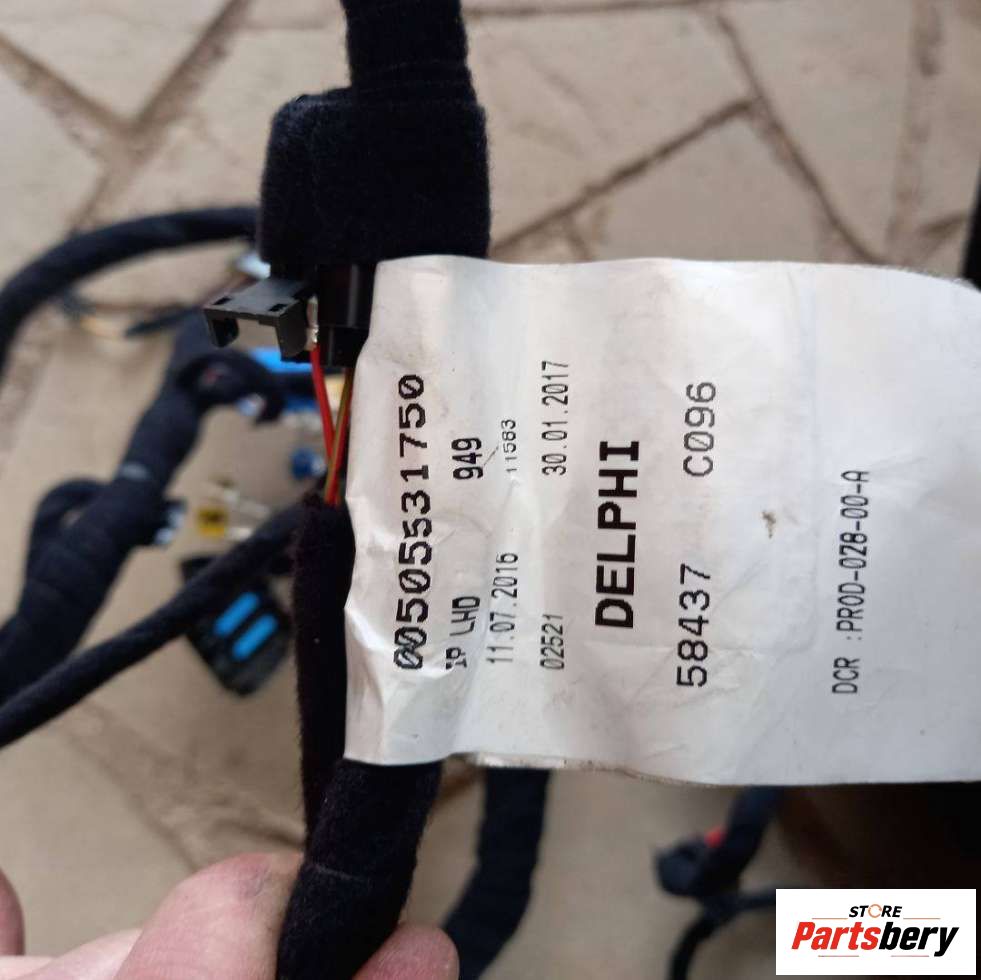 00505531750
IP LHD 949
11.07.2016 11583
02521 30.01.2017
DELPHI
58437 C096
DCR :PROD-028-00-A
STORE
Partsbery